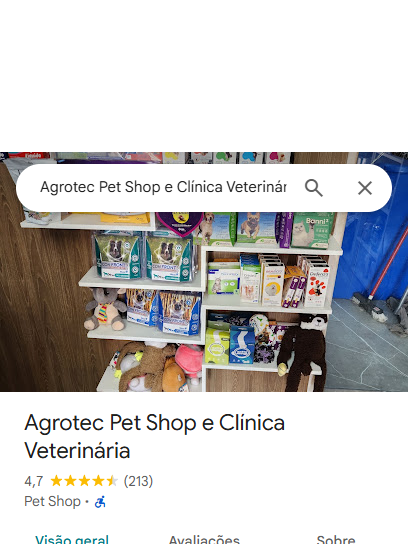 Agrotec Pet Shop e Clínica Veterinár
Agrotec Pet Shop e Clínica
Veterinária
4,7 (213)
Pet Shop •
Visão geral Avaliações Sobre